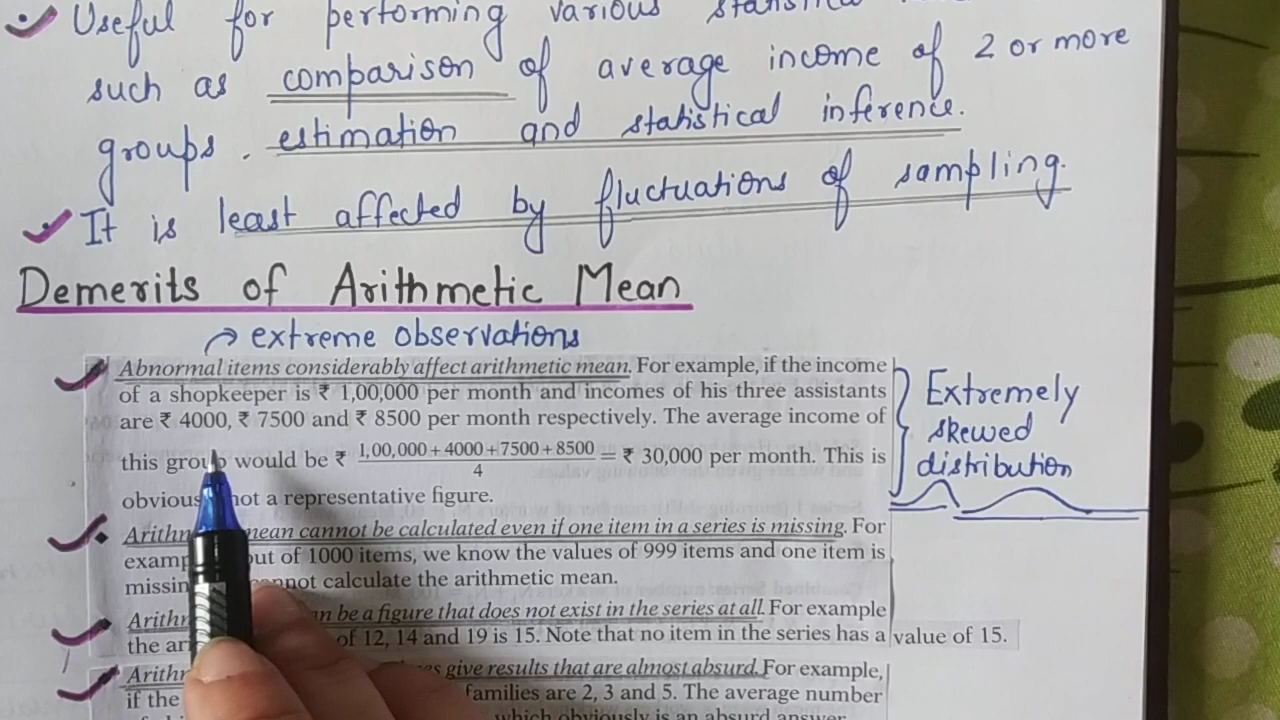 Useful for performing various
such as comparison of average income of 2 or more
groups. estimation and statistical inference.
It is least affected by fluctuations of sampling.
Demerits of Arithmetic Mean
→ extreme observations
Abnormal items considerably affect arithmetic mean. For example, if the income
of a shopkeeper is ₹ 1,00,000 per month and incomes of his three assistants
are ₹ 4000, ₹ 7500 and ₹ 8500 per month respectively. The average income of
this group would be ₹ 1,00,000 + 4000 + 7500 + 8500 / 4 = ₹ 30,000 per month. This is
not a representative figure.
Extremely
skewed
distribution
mean cannot be calculated even if one item in a series is missing. For
out of 1000 items, we know the values of 999 items and one item is
calculate the arithmetic mean.
be a figure that does not exist in the series at all. For example
the of 12, 14 and 19 is 15. Note that no item in the series has a value of 15.
give results that are almost absurd. For example,
if the families are 2, 3 and 5. The average number
which obviously is an absurd answer.